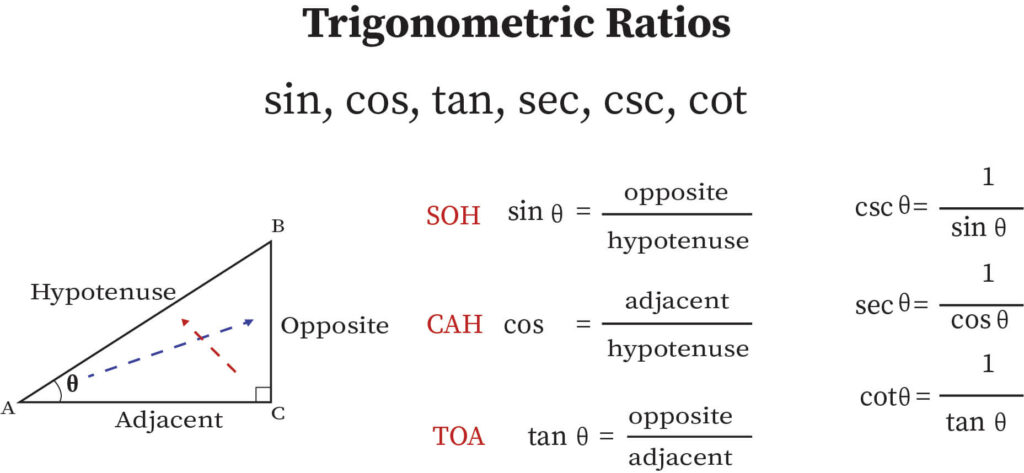 Trigonometric Ratios
sin, cos, tan, sec, csc, cot
B
Hypotenuse
Opposite
θ
A
Adjacent
C
SOH sin θ = opposite
hypotenuse
CAH cos = adjacent
hypotenuse
TOA tan θ = opposite
adjacent
csc θ= 1
sin θ
sec θ= 1
cos θ
cotθ= 1
tan θ